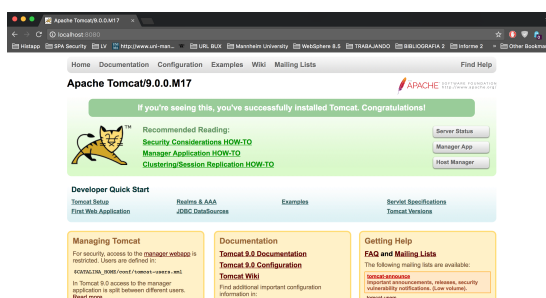 Apache Tomcat/9.0.0.M17
localhost:8080
Histapp SPA Security LV http://www.uni-man... URL BUX Mannheim University WebSphere 8.5 TRABAJANDO BIBLIOGRAFIA 2 Informe 2 » Other Bookma
Home Documentation Configuration Examples Wiki Mailing Lists Find Help
Apache Tomcat/9.0.0.M17
APACHE SOFTWARE FOUNDATION
http://www.apache.org/
If you're seeing this, you've successfully installed Tomcat. Congratulations!
TM
Recommended Reading:
Security Considerations HOW-TO
Manager Application HOW-TO
Clustering/Session Replication HOW-TO
Server Status
Manager App
Host Manager
Developer Quick Start
Tomcat Setup
First Web Application
Realms & AAA
JDBC DataSources
Examples
Servlet Specifications
Tomcat Versions
Managing Tomcat
For security, access to the manager webapp is
restricted. Users are defined in:
$CATALINA_HOME/conf/tomcat-users.xml
In Tomcat 9.0 access to the manager
application is split between different users.
Read more...
Documentation
Tomcat 9.0 Documentation
Tomcat 9.0 Configuration
Tomcat Wiki
Find additional important configuration
information in:
Getting Help
FAQ and Mailing Lists
The following mailing lists are available:
tomcat-announce
Important announcements, releases, security
vulnerability notifications. (Low volume).
tomcat-users